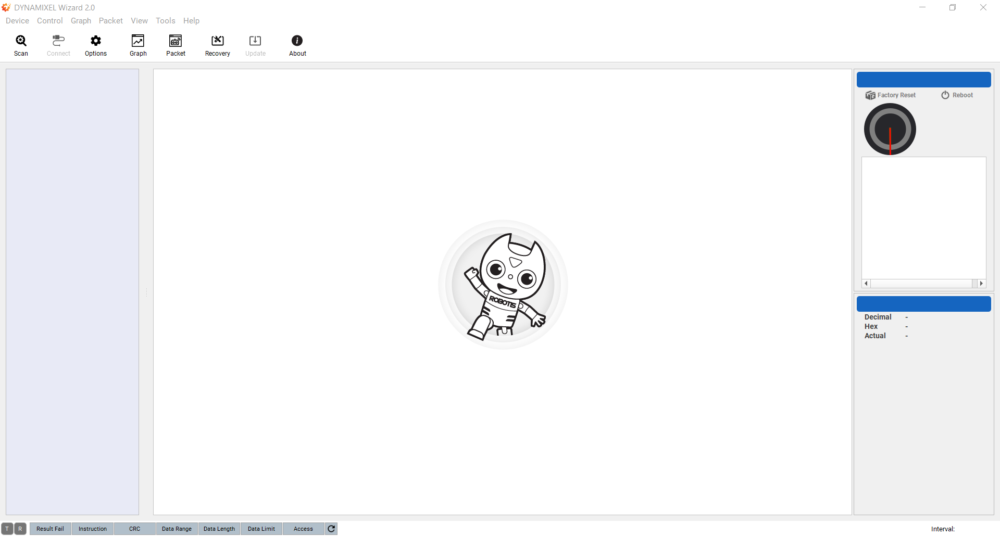 DYNAMIXEL Wizard 2.0
Device Control Graph Packet View Tools Help
Scan Connect Options Graph Packet Recovery Update About
Factory Reset Reboot
ROBOTIS
Decimal -
Hex -
Actual -
T R Result Fail Instruction CRC Data Range Data Length Data Limit Access Interval: